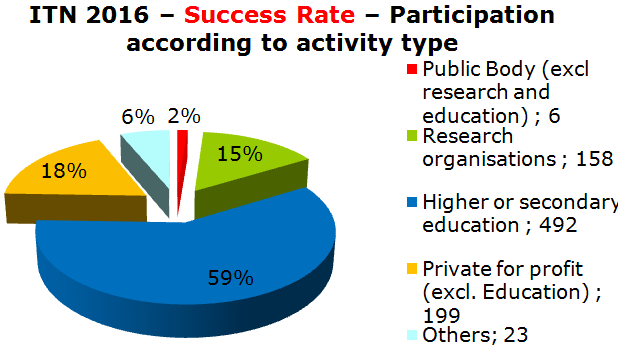 ITN 2016 – Success Rate – Participation
according to activity type
6%
2%
15%
18%
59%
Public Body (excl
research and
education) ; 6
Research
organisations ; 158
Higher or secondary
education ; 492
Private for profit
(excl. Education) ;
199
Others; 23